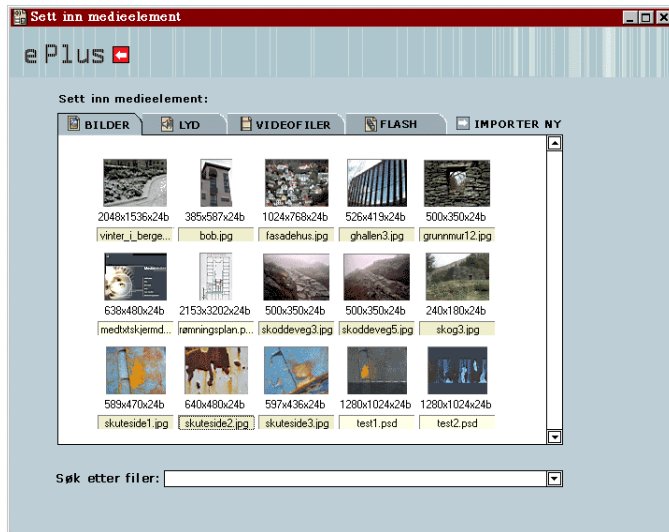 Sett inn medieelement
ePlus
Sett inn medieelement:
BILDER LYD VIDEOFILER FLASH IMPORTER NY
2048x1536x24b 385x587x24b 1024x768x24b 526x419x24b 500x350x24b
vinter_i_berge... bob.jpg fasadehus.jpg ghallen3.jpg grunnmur12.jpg
638x480x24b 2153x3202x24b 500x350x24b 500x350x24b 240x180x24b
medtxtskjermd... rømningsplan.p... skoddeveg3.jpg skoddeveg5.jpg skog3.jpg
589x470x24b 640x480x24b 597x436x24b 1280x1024x24b 1280x1024x24b
skuteside1.jpg skuteside2.jpg skuteside3.jpg test1.psd test2.psd
Søk etter filer: